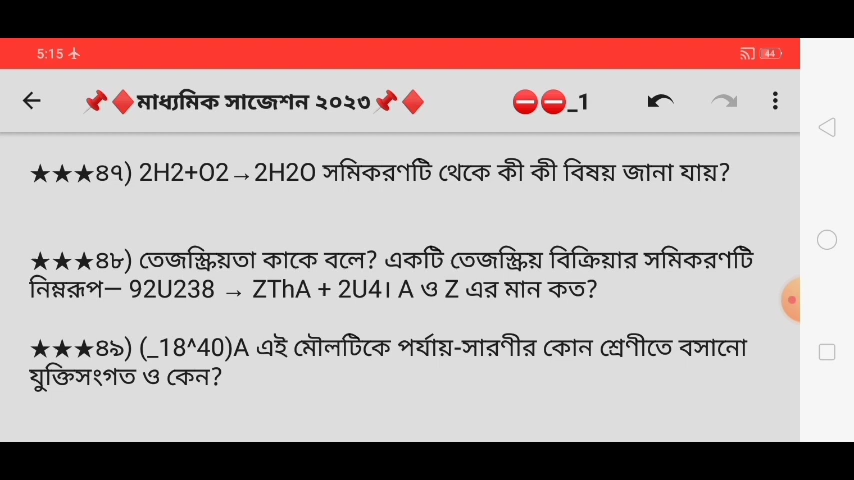 5:15
44
মাধ্যমিক সাজেশন ২০২৩ _1
★★★৪৭) 2H2+O2→2H2O সমিকরণটি থেকে কী কী বিষয় জানা যায়?
★★★৪৮) তেজস্ক্রিয়তা কাকে বলে? একটি তেজস্ক্রিয় বিক্রিয়ার সমিকরণটি
নিম্নরূপ— 92U238 → ZThA + 2U4। A ও Z এর মান কত?
★★★৪৯) (_18^40)A এই মৌলটিকে পর্যায়-সারণীর কোন শ্রেণীতে বসানো
যুক্তিসংগত ও কেন?